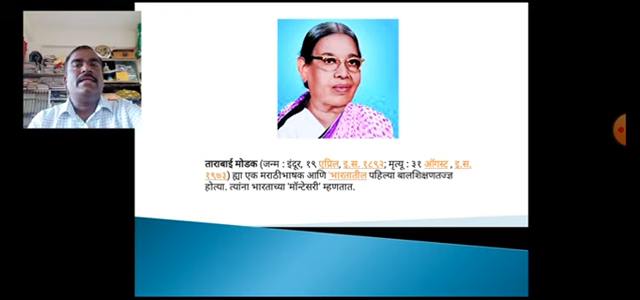 ताराबाई मोडक (जन्म : इंदूर, १९ एप्रिल, इ.स. १८९२; मृत्यू : ३१ ऑगस्ट , इ.स.
१९७३) ह्या एक मराठीभाषक आणि 'भारतातील पहिल्या बालशिक्षणतज्ज्ञ
होत्या. त्यांना भारताच्या 'मॉन्टेसरी' म्हणतात.